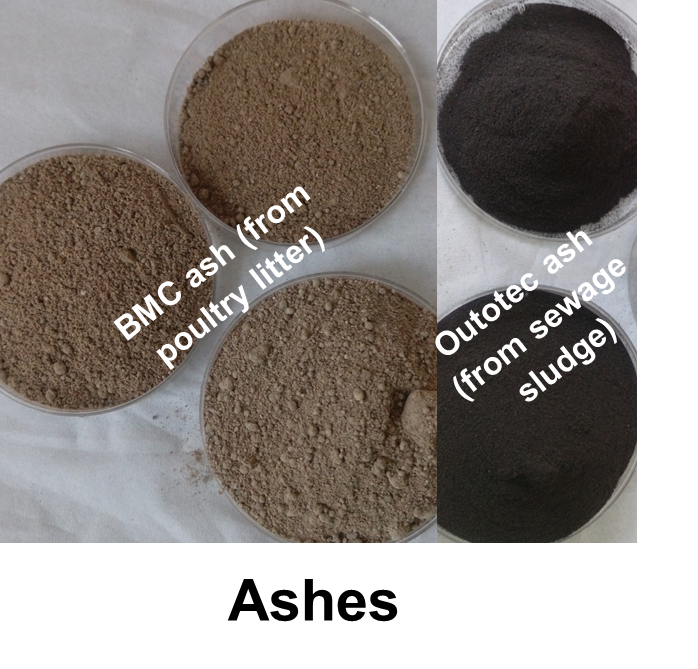 BMC ash (from
poultry litter)
Outotec ash
(from sewage
sludge)
Ashes